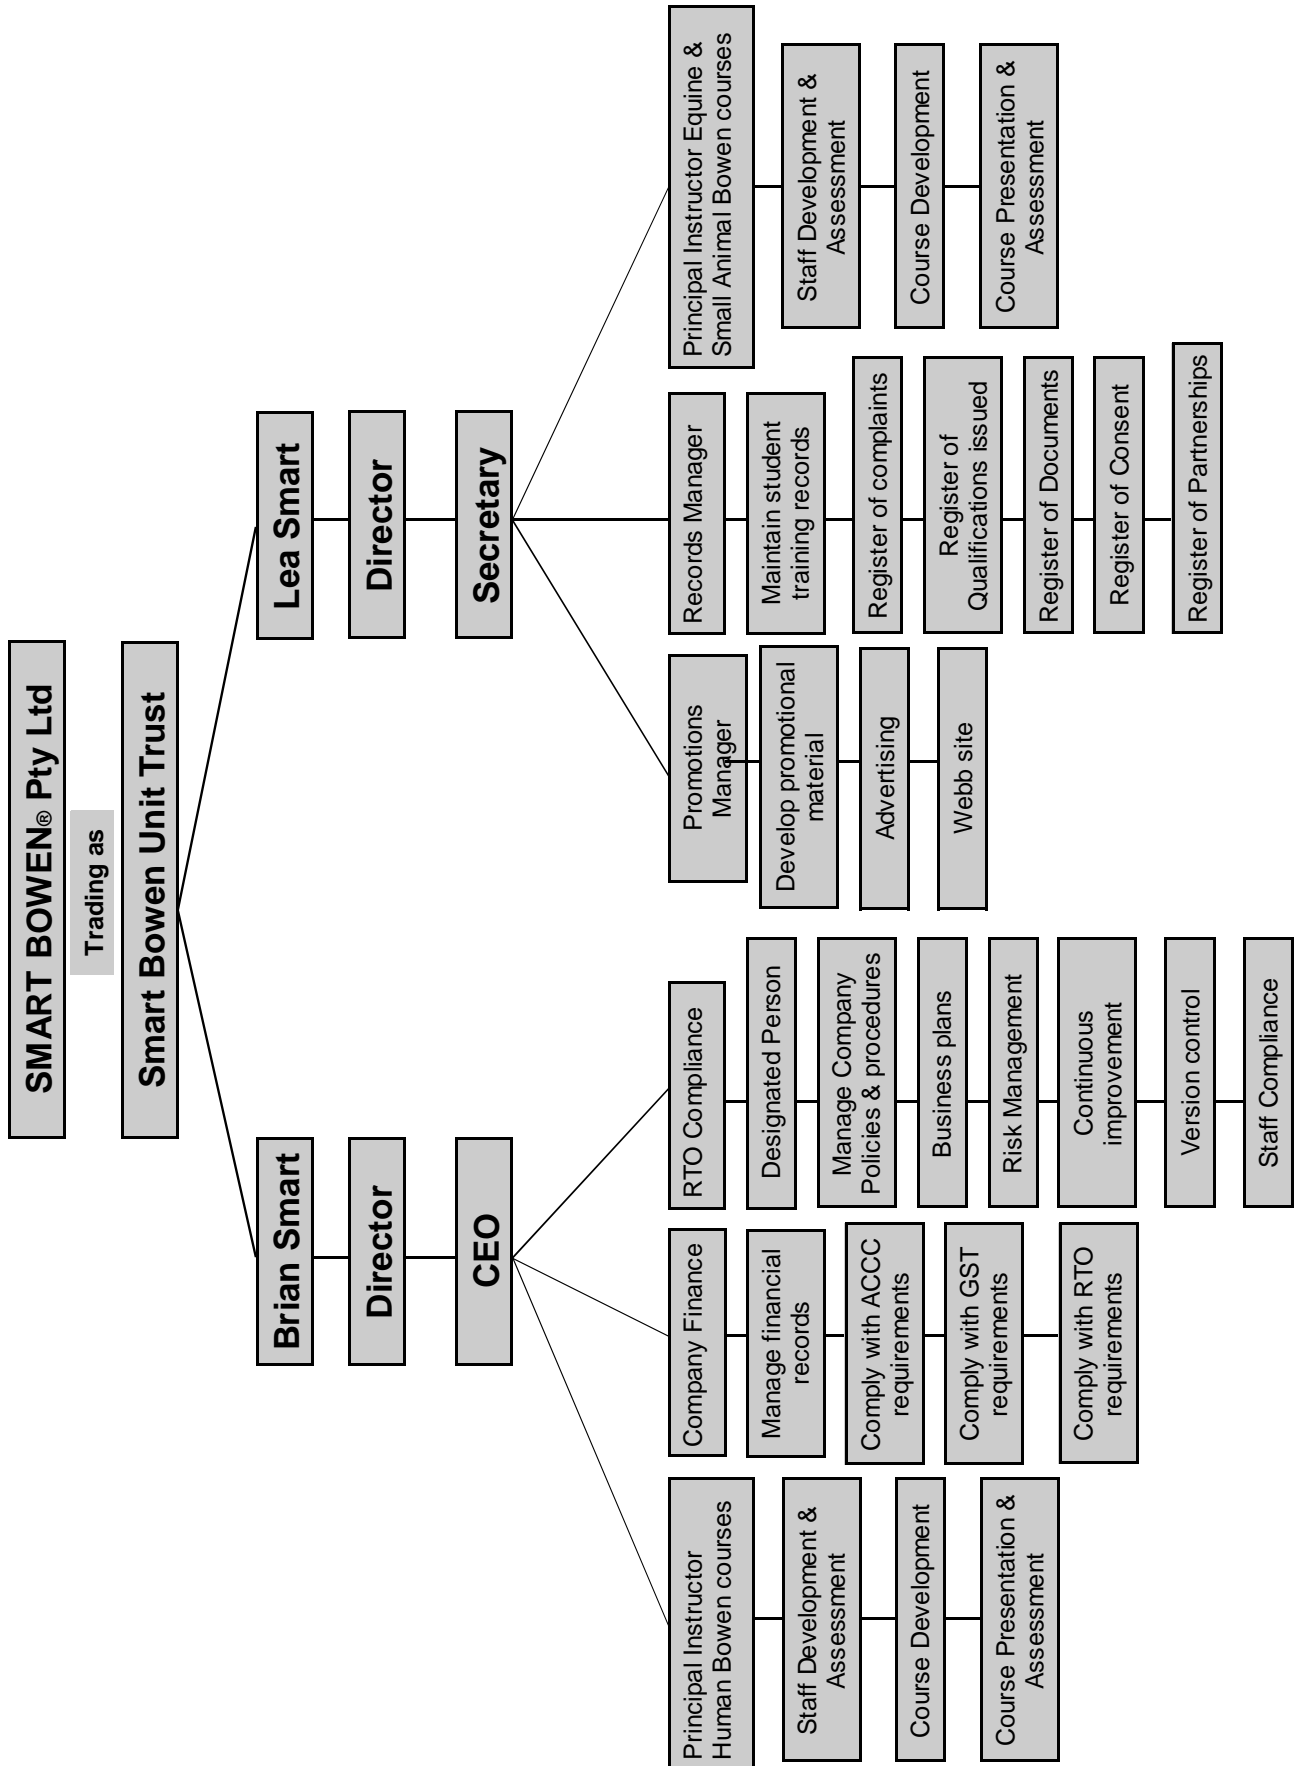 SMART BOWEN® Pty Ltd
Trading as
Smart Bowen Unit Trust
Brian Smart
Director
CEO
Lea Smart
Director
Secretary
Principal Instructor
Human Bowen courses
Staff Development &
Assessment
Course Development
Course Presentation &
Assessment
Company Finance
Manage financial
records
Comply with ACCC
requirements
Comply with GST
requirements
Comply with RTO
requirements
RTO Compliance
Designated Person
Manage Company
Policies & procedures
Business plans
Risk Management
Continuous
improvement
Version control
Staff Compliance
Promotions
Manager
Develop promotional
material
Advertising
Webb site
Records Manager
Maintain student
training records
Register of complaints
Register of
Qualifications issued
Register of Documents
Register of Consent
Register of Partnerships
Principal Instructor Equine &
Small Animal Bowen courses
Staff Development &
Assessment
Course Development
Course Presentation &
Assessment